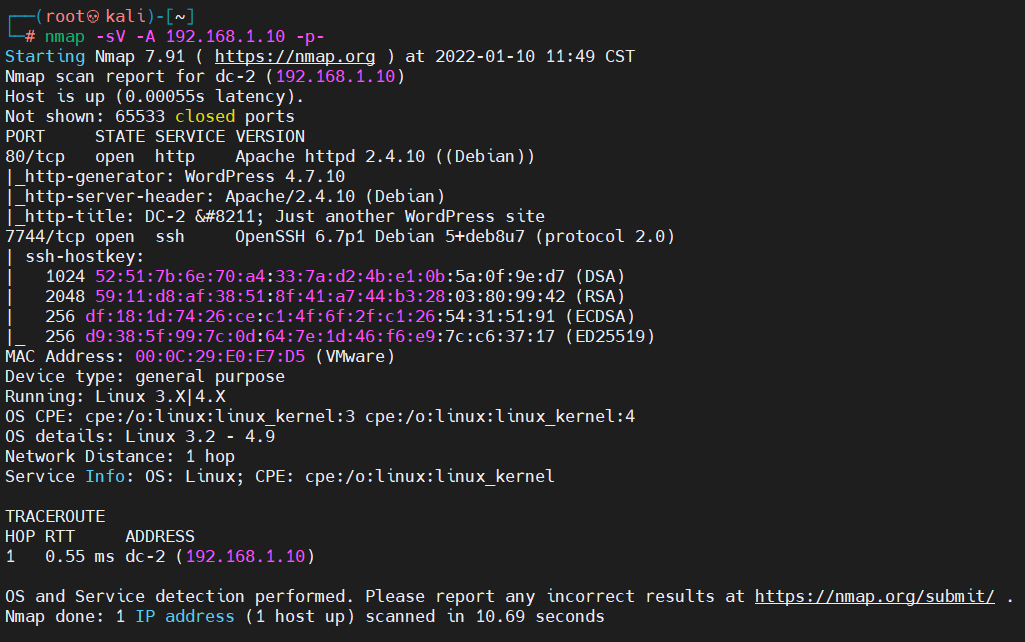 ┌──(root💀kali)-[~]
└─# nmap -sV -A 192.168.1.10 -p-
Starting Nmap 7.91 ( https://nmap.org ) at 2022-01-10 11:49 CST
Nmap scan report for dc-2 (192.168.1.10)
Host is up (0.00055s latency).
Not shown: 65533 closed ports
PORT     STATE SERVICE VERSION
80/tcp   open  http    Apache httpd 2.4.10 ((Debian))
|_http-generator: WordPress 4.7.10
|_http-server-header: Apache/2.4.10 (Debian)
|_http-title: DC-2 &#8211; Just another WordPress site
7744/tcp open  ssh     OpenSSH 6.7p1 Debian 5+deb8u7 (protocol 2.0)
| ssh-hostkey:
|   1024 52:51:7b:6e:70:a4:33:7a:d2:4b:e1:0b:5a:0f:9e:d7 (DSA)
|   2048 59:11:d8:af:38:51:8f:41:a7:44:b3:28:03:80:99:42 (RSA)
|   256 df:18:1d:74:26:ce:c1:4f:6f:2f:c1:26:54:31:51:91 (ECDSA)
|_  256 d9:38:5f:99:7c:0d:64:7e:1d:46:f6:e9:7c:c6:37:17 (ED25519)
MAC Address: 00:0C:29:E0:E7:D5 (VMware)
Device type: general purpose
Running: Linux 3.X|4.X
OS CPE: cpe:/o:linux:linux_kernel:3 cpe:/o:linux:linux_kernel:4
OS details: Linux 3.2 - 4.9
Network Distance: 1 hop
Service Info: OS: Linux; CPE: cpe:/o:linux:linux_kernel

TRACEROUTE
HOP RTT     ADDRESS
1   0.55 ms dc-2 (192.168.1.10)

OS and Service detection performed. Please report any incorrect results at https://nmap.org/submit/ .
Nmap done: 1 IP address (1 host up) scanned in 10.69 seconds